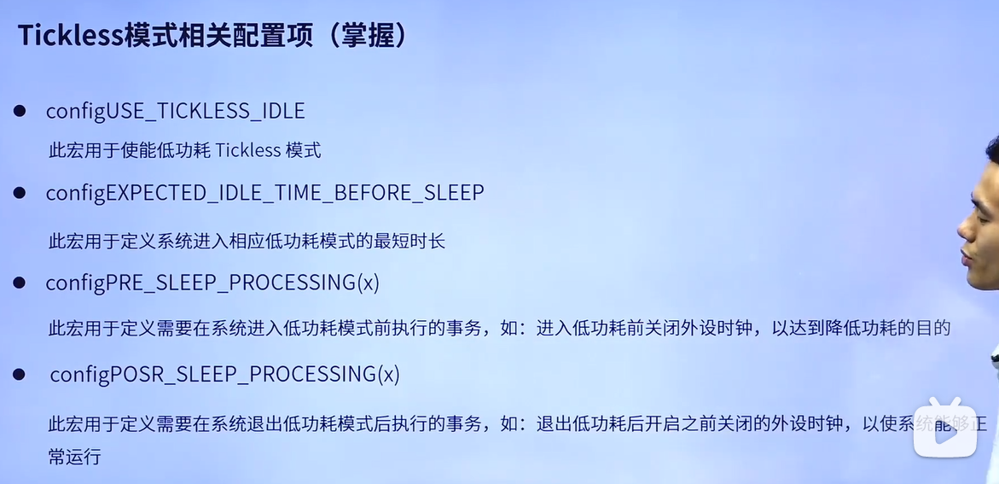 Tickless模式相关配置项（掌握）
● configUSE_TICKLESS_IDLE
此宏用于使能低功耗 Tickless 模式
● configEXPECTED_IDLE_TIME_BEFORE_SLEEP
此宏用于定义系统进入相应低功耗模式的最短时长
● configPRE_SLEEP_PROCESSING(x)
此宏用于定义需要在系统进入低功耗模式前执行的事务，如：进入低功耗前关闭外设时钟，以达到降低功耗的目的
● configPOSR_SLEEP_PROCESSING(x)
此宏用于定义需要在系统退出低功耗模式后执行的事务，如：退出低功耗后开启之前关闭的外设时钟，以使系统能够正
常运行